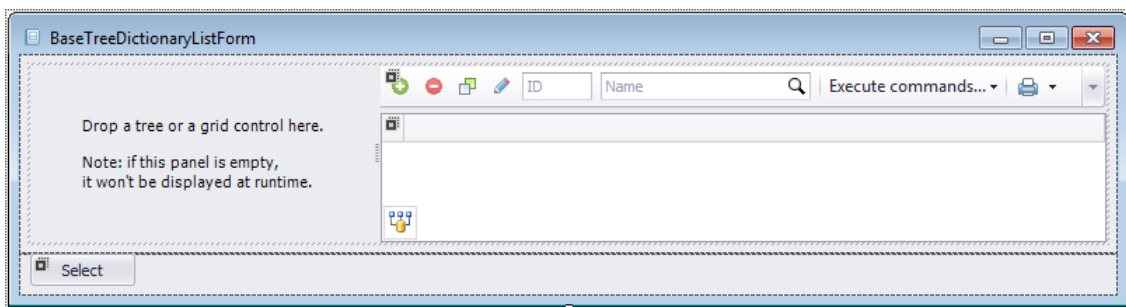 BaseTreeDictionaryListForm
ID
Name
Execute commands...
Drop a tree or a grid control here.
Note: if this panel is empty,
it won't be displayed at runtime.
Select